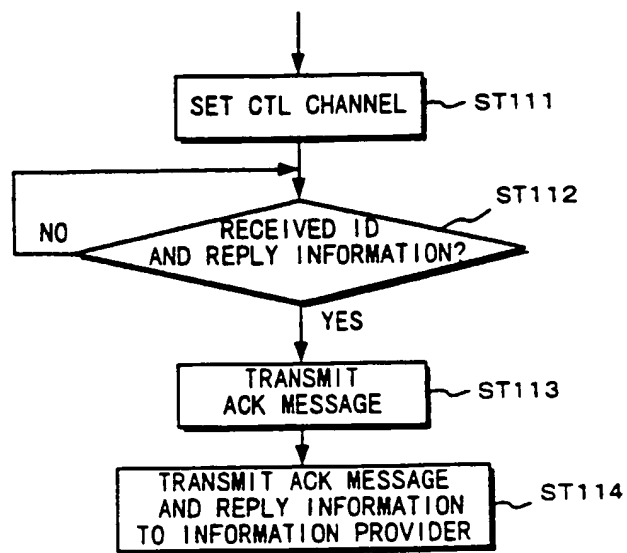 SET CTL CHANNEL
ST111
ST112
RECEIVED ID
AND REPLY INFORMATION?
NO
YES
TRANSMIT
ACK MESSAGE
ST113
TRANSMIT ACK MESSAGE
AND REPLY INFORMATION
TO INFORMATION PROVIDER
ST114